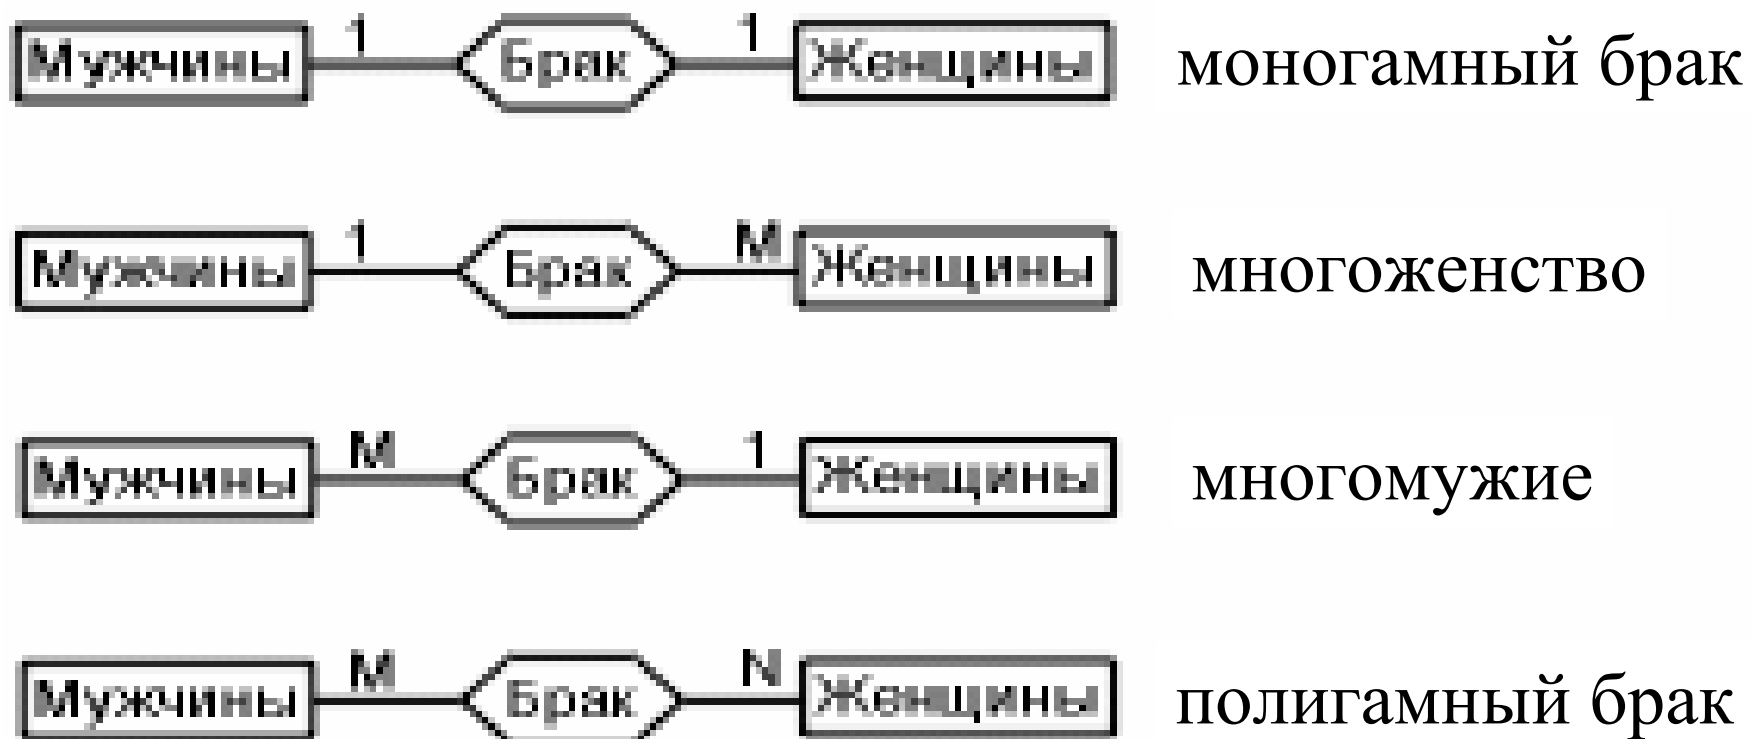 Мужчины 1 Брак 1 Женщины моногамный брак
Мужчины 1 Брак M Женщины многоженство
Мужчины M Брак 1 Женщины многомужие
Мужчины M Брак N Женщины полигамный брак